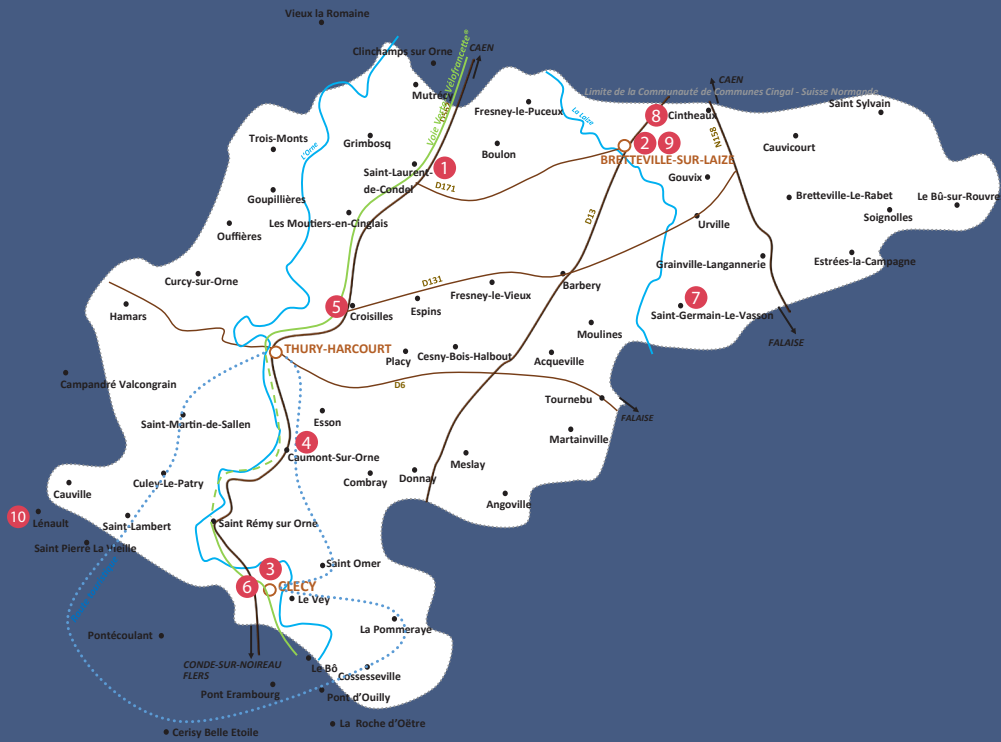 Vieux la Romaine
Clinchamps sur Orne
CAEN
Mutrécy
D562
Voie Verte - Vélofrancette®
Fresney-le-Puceux
La Laize
CAEN
Limite de la Communauté de Communes Cingal - Suisse Normande
Saint Sylvain
8
Cintheaux
N158
Trois-Monts
L'Orne
Grimbosq
Boulon
2
9
BRETTEVILLE-SUR-LAIZE
Cauvicourt
Saint-Laurent-
de-Condel
1
D171
Gouvix
Goupillières
Bretteville-Le-Rabet
Le Bû-sur-Rouvre
Soignolles
Les Moutiers-en-Cinglais
D13
Urville
Ouffières
Grainville-Langannerie
Estrées-la-Campagne
Curcy-sur-Orne
D131
Barbery
Fresney-le-Vieux
7
Saint-Germain-Le-Vasson
Hamars
5
Croisilles
Espins
Moulines
FALAISE
THURY-HARCOURT
Placy
Cesny-Bois-Halbout
Acqueville
Campandré Valcongrain
D6
Tournebu
FALAISE
Saint-Martin-de-Sallen
Esson
Martainville
4
Caumont-Sur-Orne
Meslay
Culey-Le-Patry
Combray
Donnay
Cauville
Angoville
10
Lénault
Saint-Lambert
Saint Rémy sur Orne
Saint Pierre La Vieille
3
Saint Omer
6
CLECY
Le Vey
La Pommeraye
Pontécoulant
CONDE-SUR-NOIREAU
FLERS
Le Bô
Cossesseville
Pont Erambourg
Pont d'Ouilly
La Roche d'Oëtre
Cerisy Belle Etoile